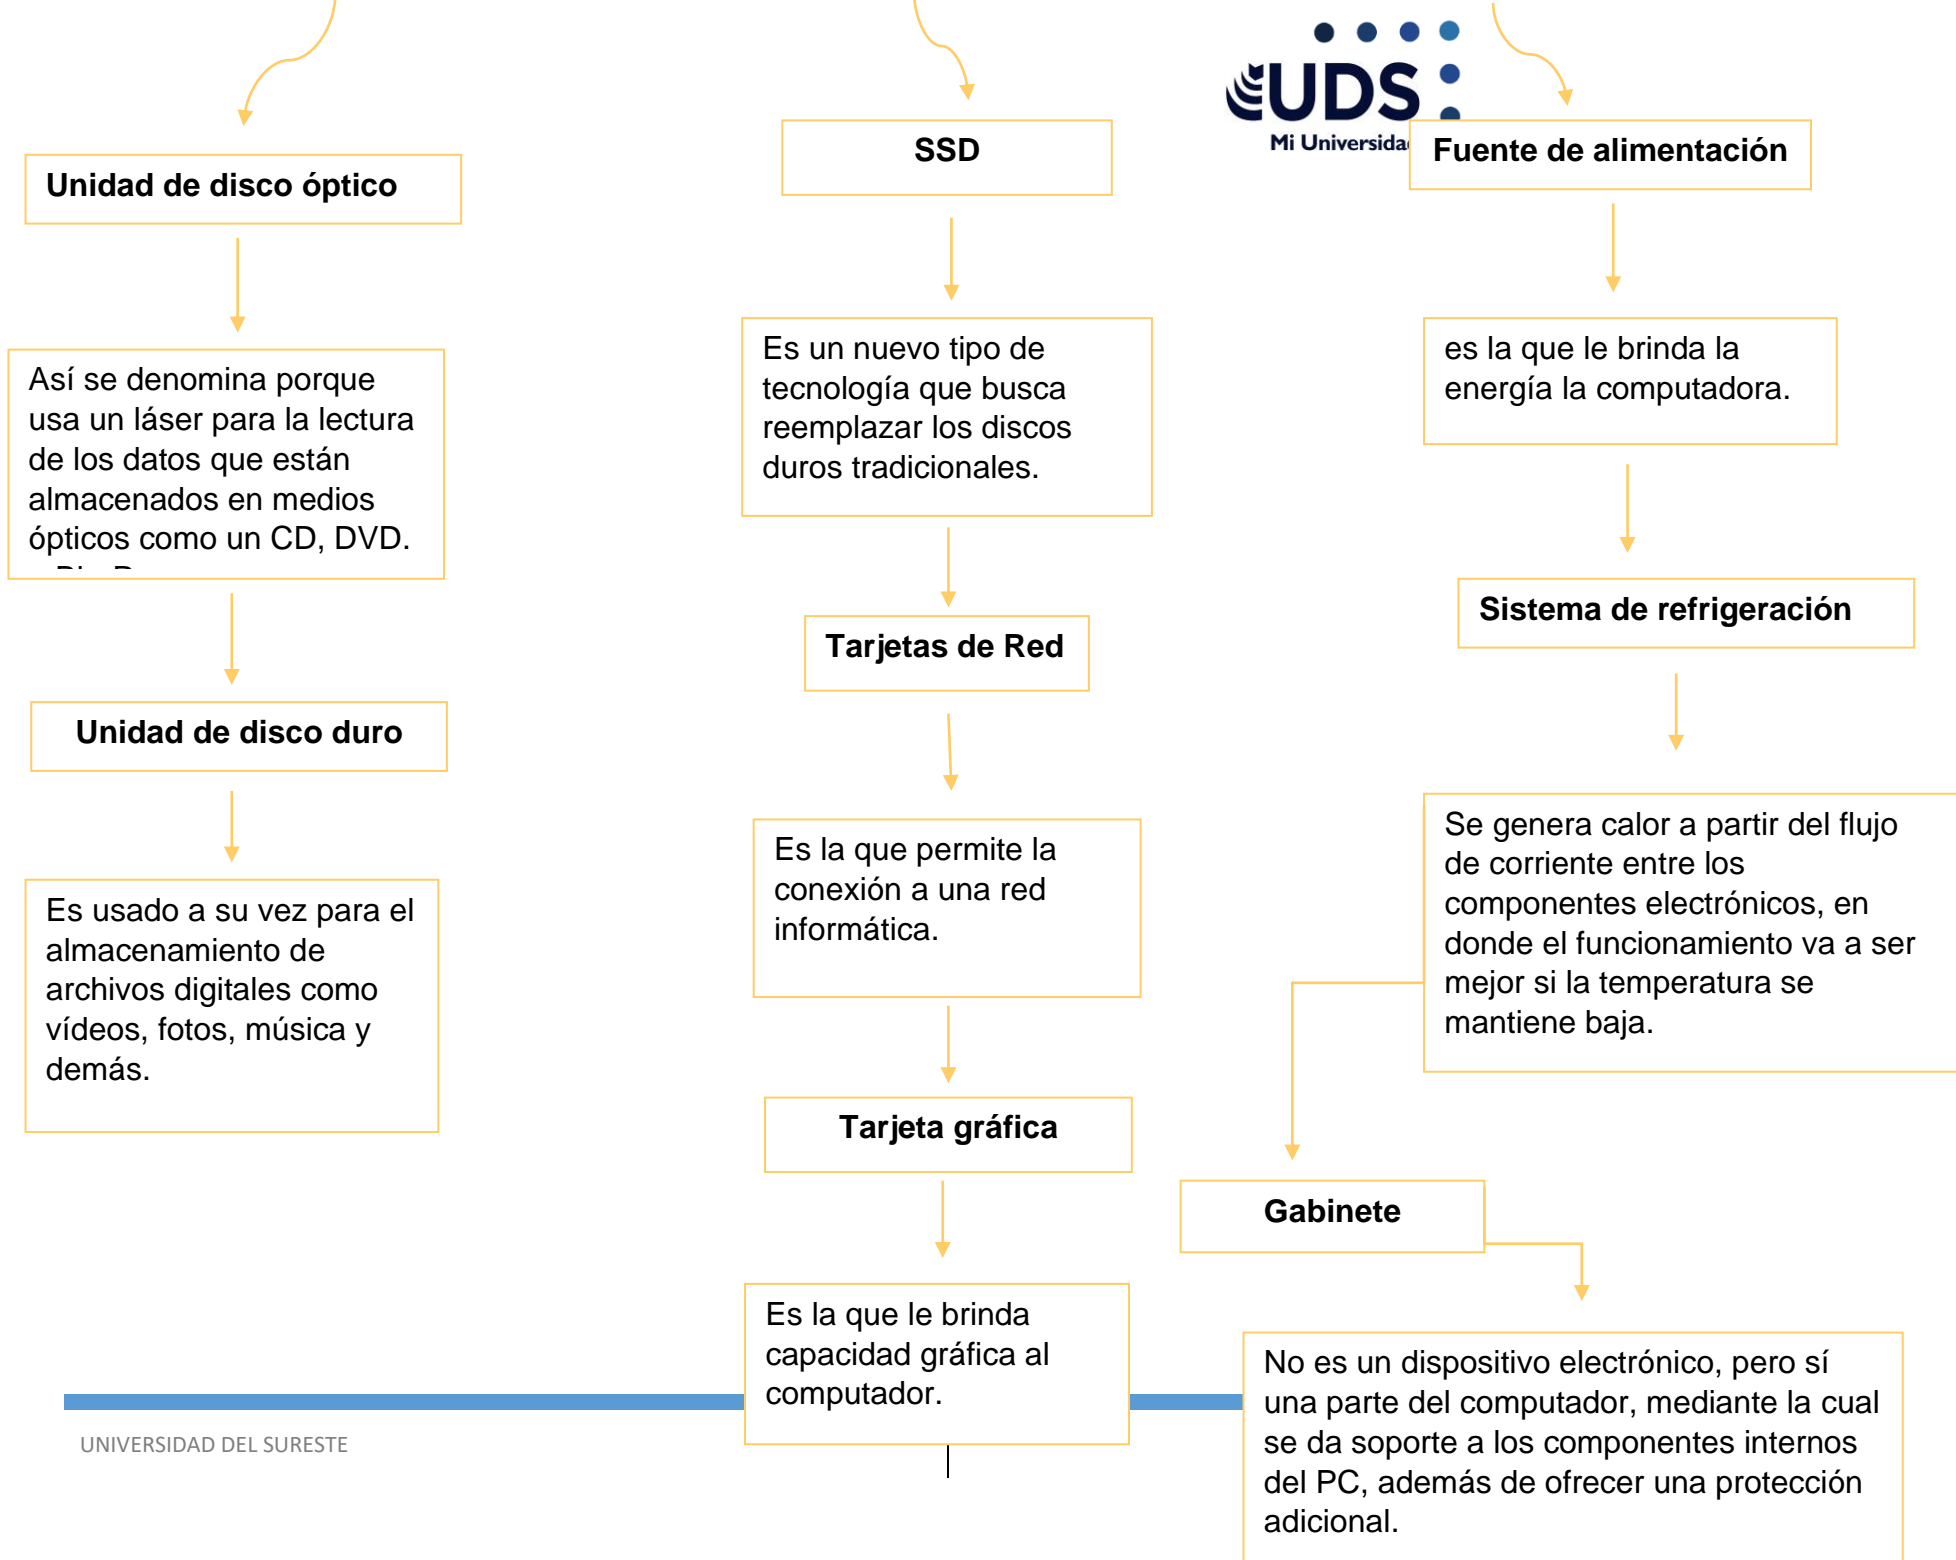 UDS
Mi Universida
Unidad de disco óptico
Así se denomina porque
usa un láser para la lectura
de los datos que están
almacenados en medios
ópticos como un CD, DVD.
Unidad de disco duro
Es usado a su vez para el
almacenamiento de
archivos digitales como
vídeos, fotos, música y
demás.
SSD
Es un nuevo tipo de
tecnología que busca
reemplazar los discos
duros tradicionales.
Tarjetas de Red
Es la que permite la
conexión a una red
informática.
Tarjeta gráfica
Es la que le brinda
capacidad gráfica al
computador.
Fuente de alimentación
es la que le brinda la
energía la computadora.
Sistema de refrigeración
Se genera calor a partir del flujo
de corriente entre los
componentes electrónicos, en
donde el funcionamiento va a ser
mejor si la temperatura se
mantiene baja.
Gabinete
No es un dispositivo electrónico, pero sí
una parte del computador, mediante la cual
se da soporte a los componentes internos
del PC, además de ofrecer una protección
adicional.
UNIVERSIDAD DEL SURESTE